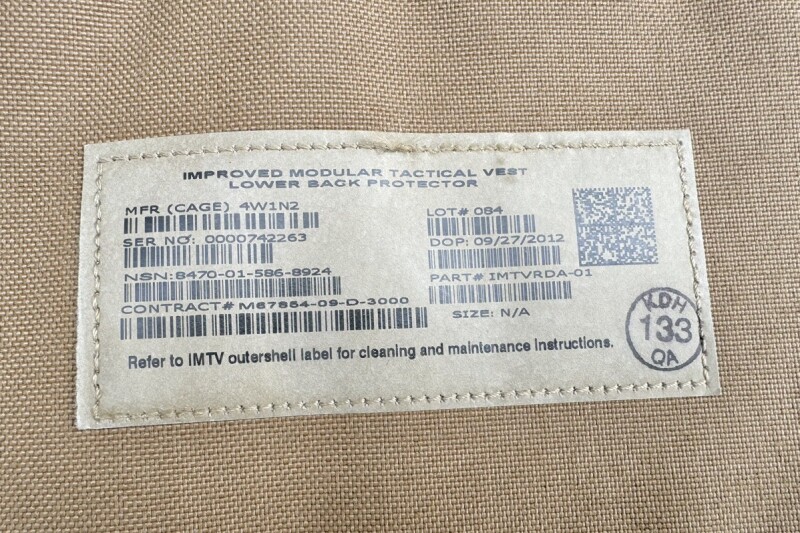 IMPROVED MODULAR TACTICAL VEST
LOWER BACK PROTECTOR
MFR (CAGE) 4W1N2
SER NO: 0000742263
NSN: 8470-01-586-8924
CONTRACT# M67854-09-D-3000
LOT# 084
DOP: 09/27/2012
PART# IMTVRDA-01
SIZE: N/A
Refer to IMTV outershell label for cleaning and maintenance instructions.
KDH
133
QA